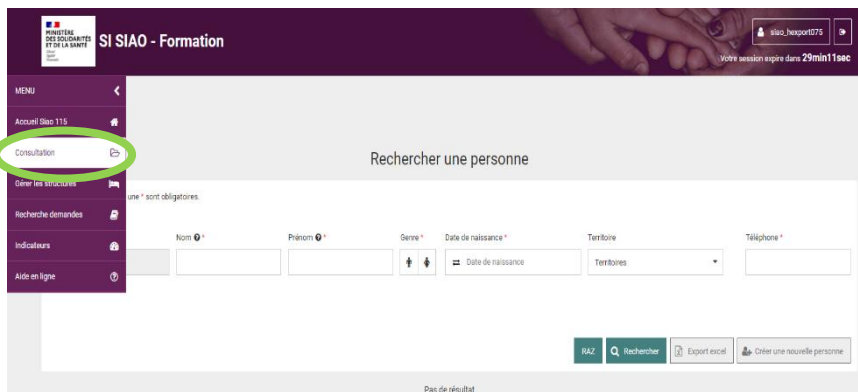 MINISTÈRE
DES SOLIDARITÉS
ET DE LA SANTÉ
SI SIAO - Formation
siao_hexport075
Votre session expire dans 29min11sec
MENU
Accueil Siao 115
Consultation
Gérer les structures
Recherche demandes
Indicateurs
Aide en ligne
Rechercher une personne
une * sont obligatoires.
Nom *
Prénom *
Genre *
Date de naissance *
Territoire
Téléphone *
Date de naissance
Territoires
RAZ
Rechercher
Export excel
Créer une nouvelle personne
Pas de résultat